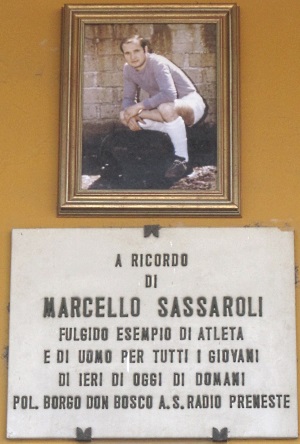 A RICORDO
DI
MARCELLO SASSAROLI
FULGIDO ESEMPIO DI ATLETA
E DI UOMO PER TUTTI I GIOVANI
DI IERI DI OGGI DI DOMANI
POL. BORGO DON BOSCO A.S. RADIO PRENESTE